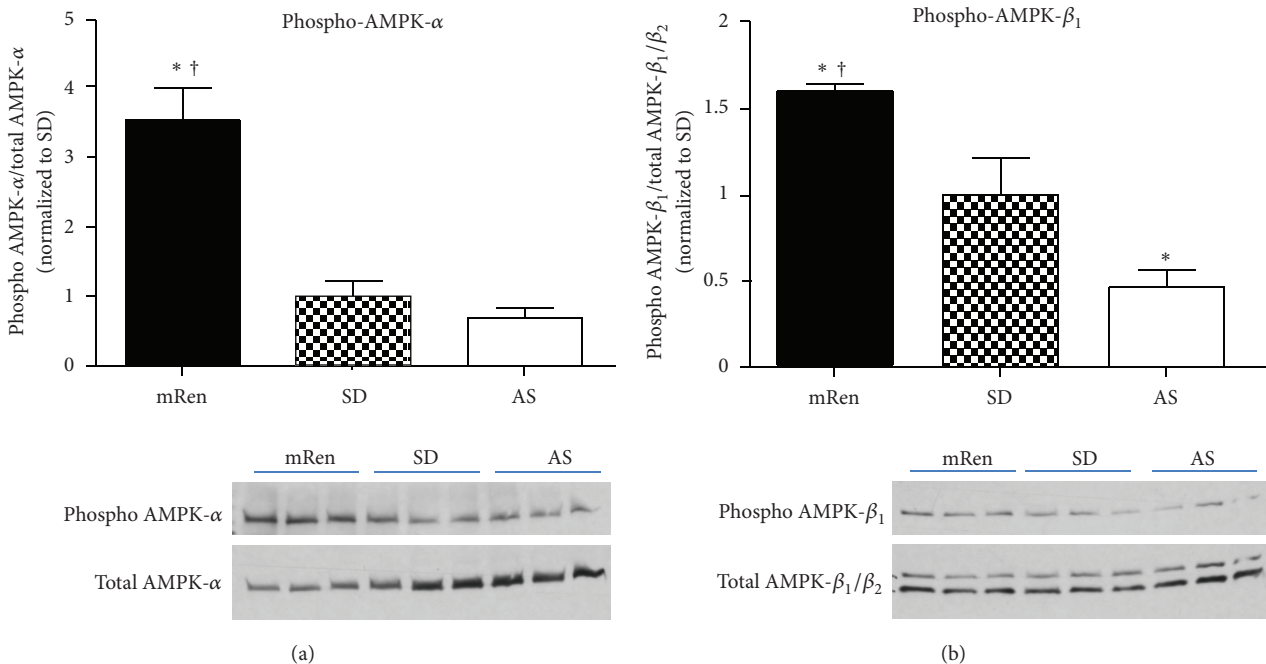 Phospho-AMPK-α
Phospho AMPK-α/total AMPK-α
(normalized to SD)
5
4
3
2
1
0
* †
mRen SD AS
mRen SD AS
Phospho AMPK-α
Total AMPK-α
(a)
Phospho-AMPK-β₁
Phospho AMPK-β₁/total AMPK-β₁/β₂
(normalized to SD)
2
1.5
1
0.5
0
* †
*
mRen SD AS
mRen SD AS
Phospho AMPK-β₁
Total AMPK-β₁/β₂
(b)